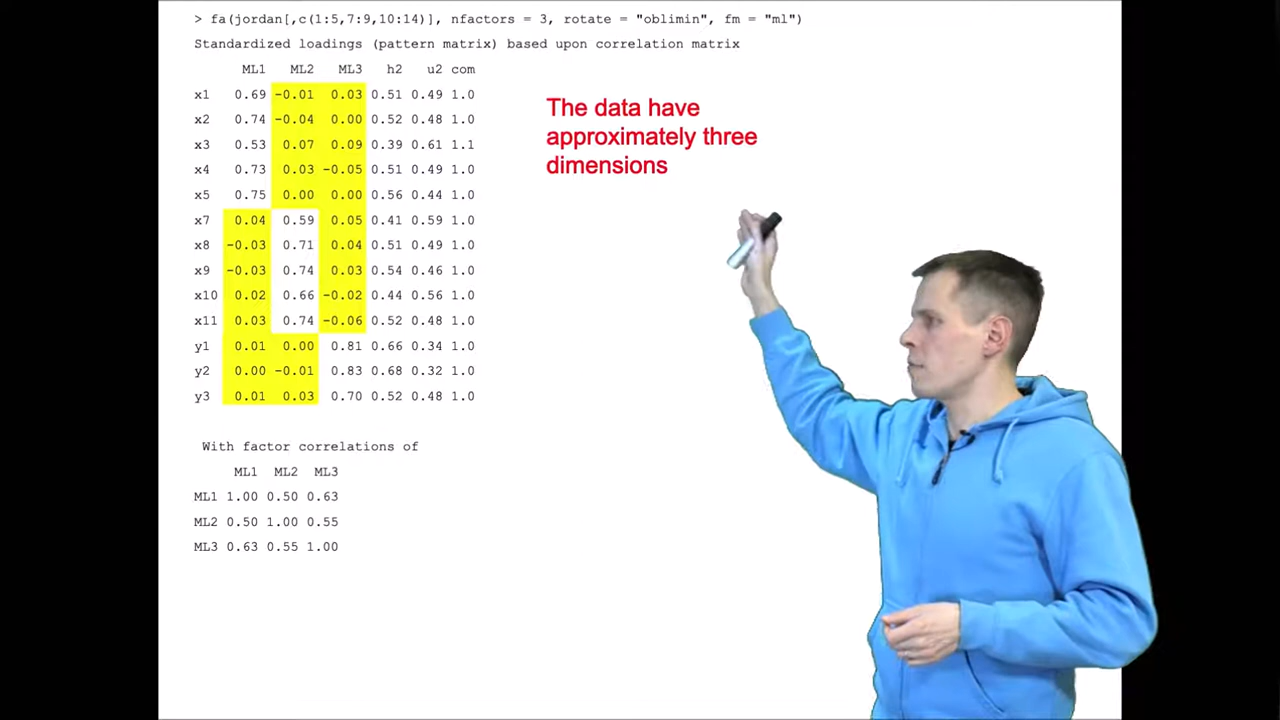 > fa(jordan[,c(1:5,7:9,10:14)], nfactors = 3, rotate = "oblimin", fm = "ml")
Standardized loadings (pattern matrix) based upon correlation matrix
ML1 ML2 ML3 h2 u2 com
x1 0.69 -0.01 0.03 0.51 0.49 1.0
x2 0.74 -0.04 0.00 0.52 0.48 1.0
x3 0.53 0.07 0.09 0.39 0.61 1.1
x4 0.73 0.03 -0.05 0.51 0.49 1.0
x5 0.75 0.00 0.00 0.56 0.44 1.0
x7 0.04 0.59 0.05 0.41 0.59 1.0
x8 -0.03 0.71 0.04 0.51 0.49 1.0
x9 -0.03 0.74 0.03 0.54 0.46 1.0
x10 0.02 0.66 -0.02 0.44 0.56 1.0
x11 0.03 0.74 -0.06 0.52 0.48 1.0
y1 0.01 0.00 0.81 0.66 0.34 1.0
y2 0.00 -0.01 0.83 0.68 0.32 1.0
y3 0.01 0.03 0.70 0.52 0.48 1.0
With factor correlations of
ML1 ML2 ML3
ML1 1.00 0.50 0.63
ML2 0.50 1.00 0.55
ML3 0.63 0.55 1.00
The data have
approximately three
dimensions